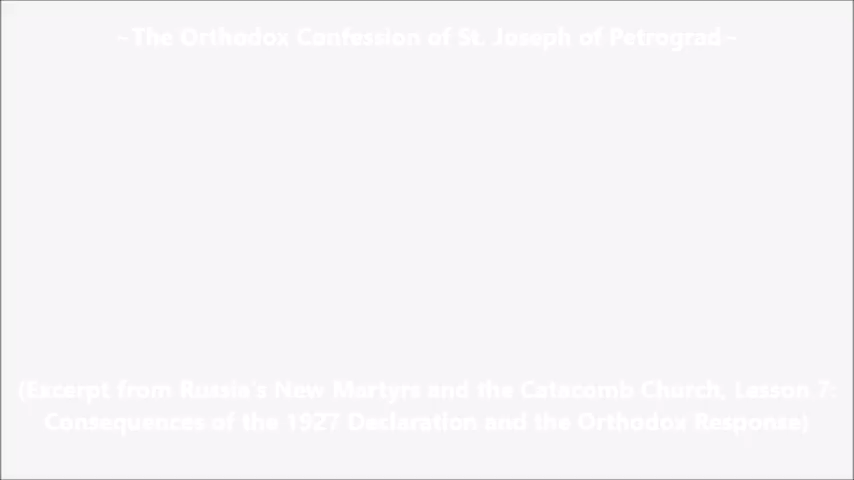 ~The Orthodox Confession of St. Joseph of Petrograd~
(Excerpt from Russia's New Martyrs and the Catacomb Church, Lesson 7:
Consequences of the 1927 Declaration and the Orthodox Response)